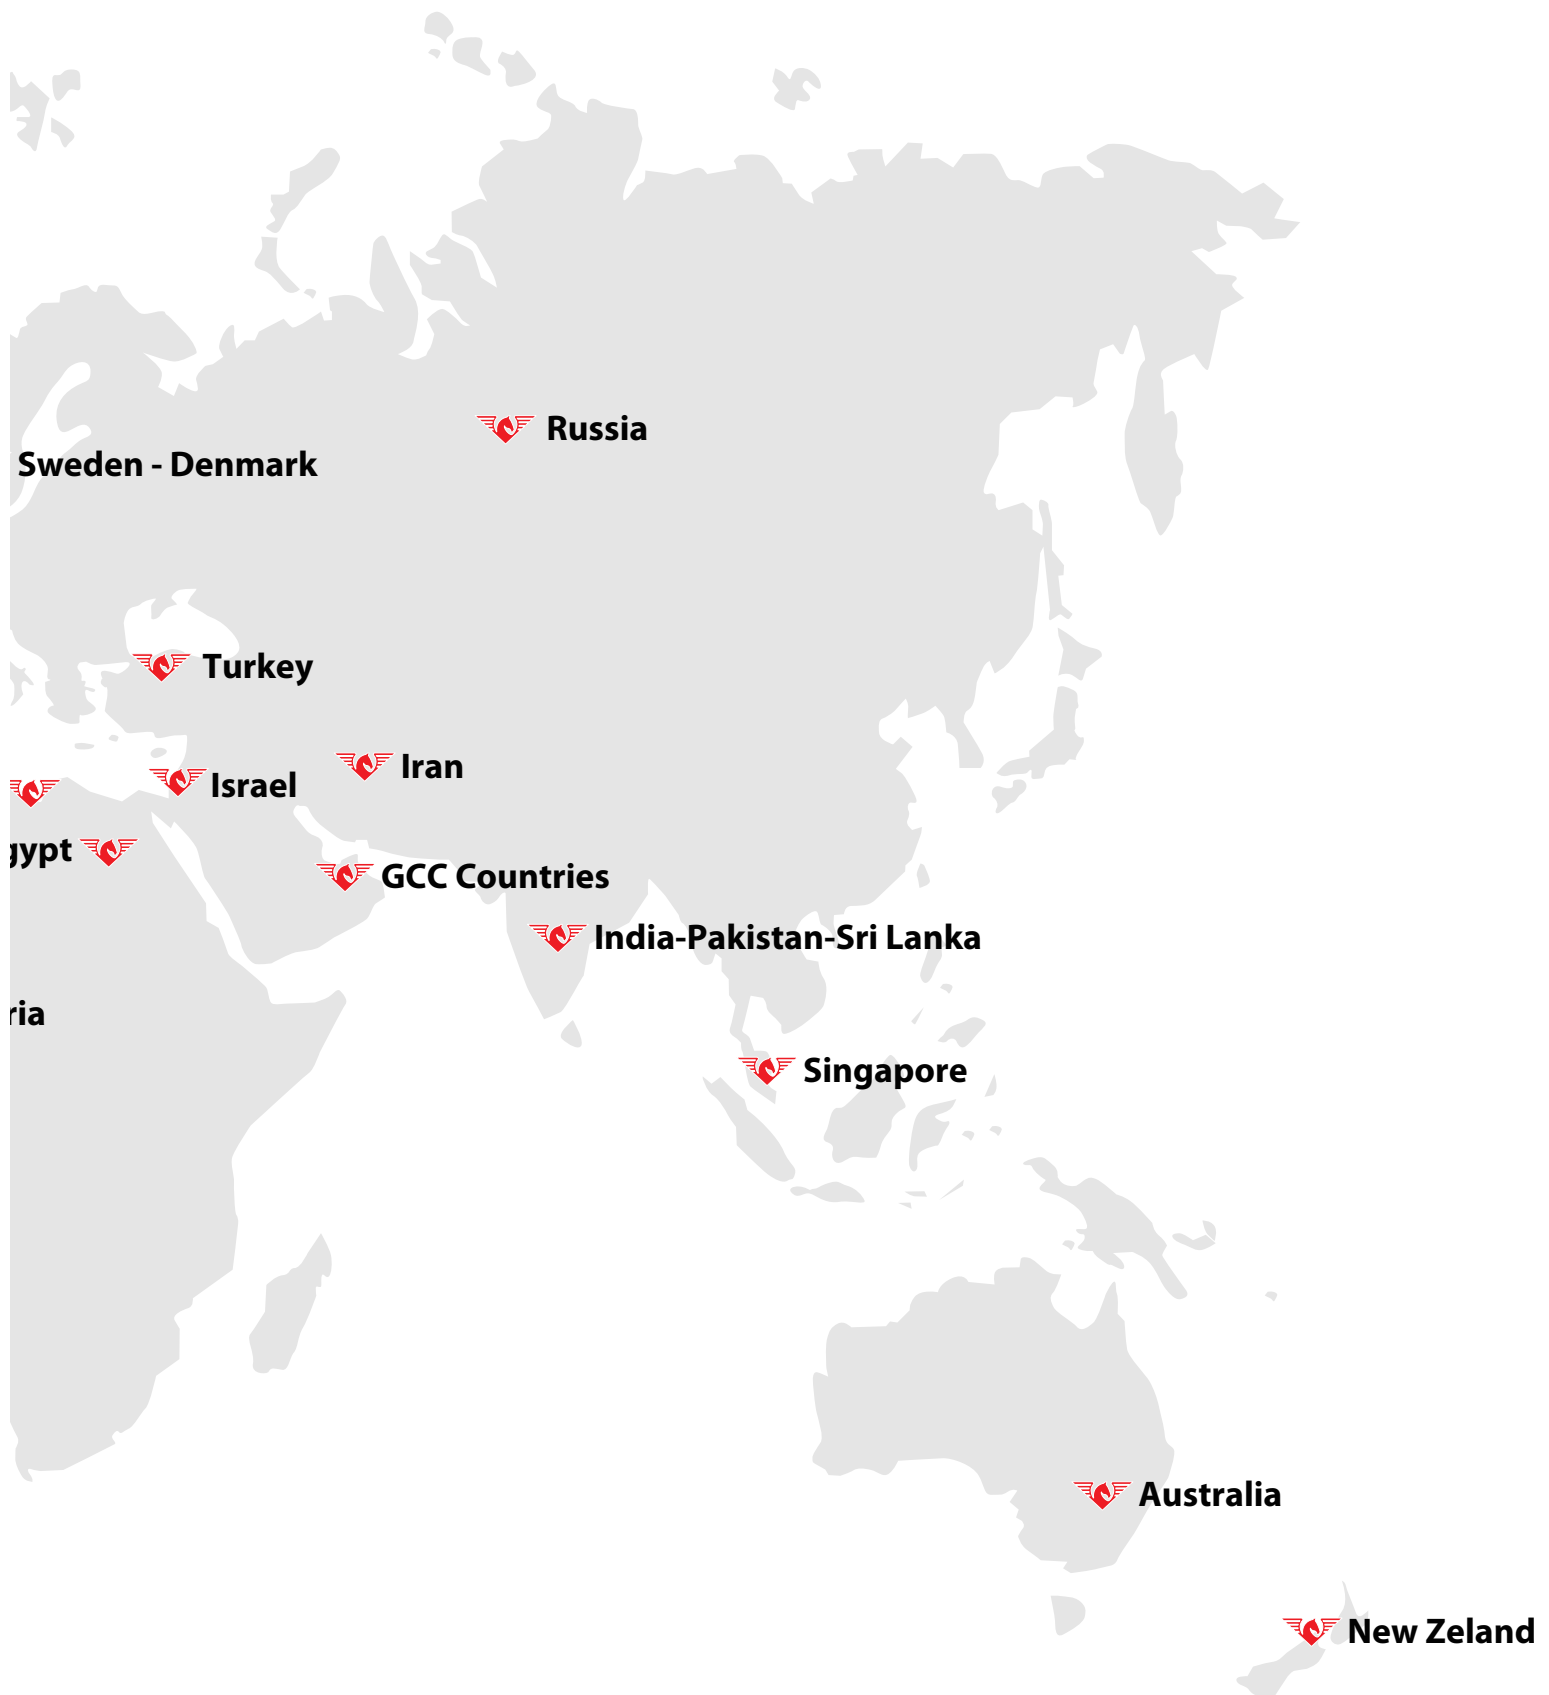 Russia
Sweden - Denmark
Turkey
Iran
Israel
gypt
GCC Countries
India-Pakistan-Sri Lanka
ria
Singapore
Australia
New Zeland